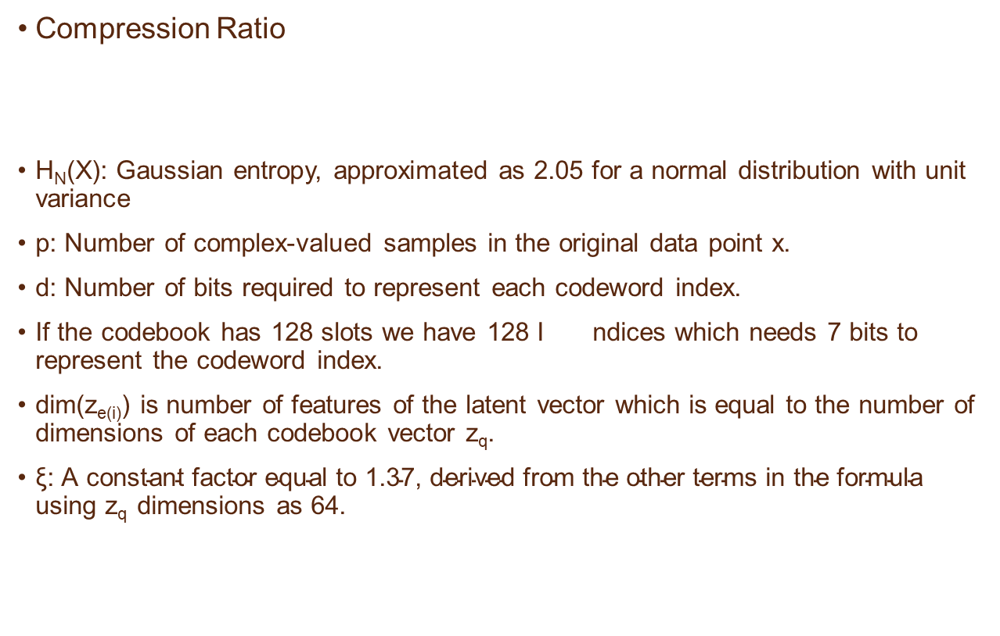 • Compression Ratio
• H_N(X): Gaussian entropy, approximated as 2.05 for a normal distribution with unit
variance
• p: Number of complex-valued samples in the original data point x.
• d: Number of bits required to represent each codeword index.
• If the codebook has 128 slots we have 128 I ndices which needs 7 bits to
represent the codeword index.
• dim(z_e(i)) is number of features of the latent vector which is equal to the number of
dimensions of each codebook vector z_q.
• ξ: A constant factor equal to 1.37, derived from the other terms in the formula
using z_q dimensions as 64.